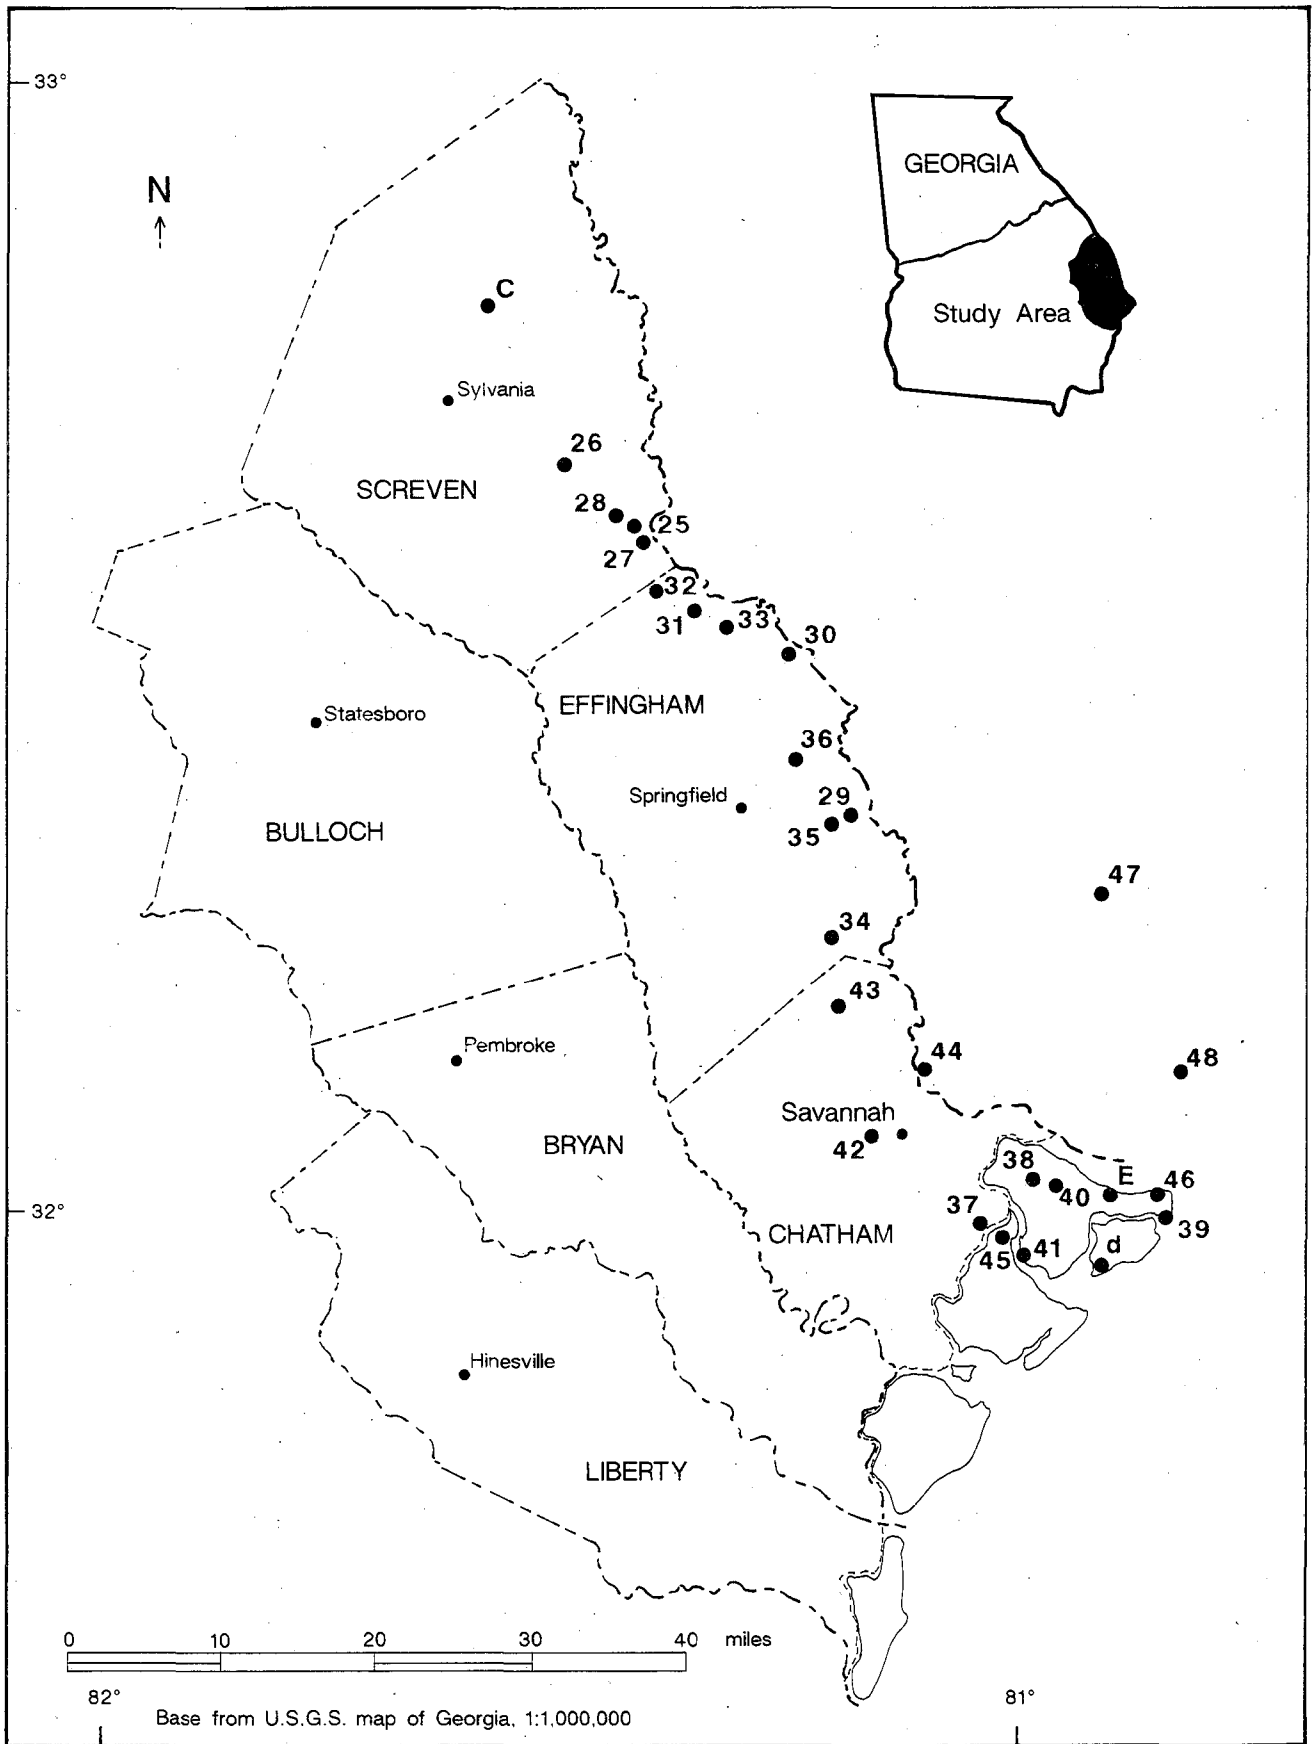 33°
N
GEORGIA
Study Area
C
Sylvania
26
SCREVEN
28
25
27
32
31
33
30
EFFINGHAM
Statesboro
36
Springfield
29
35
BULLOCH
47
34
43
Pembroke
44
48
Savannah
42
BRYAN
38
40
E
46
32°
37
39
CHATHAM
45
41
d
Hinesville
LIBERTY
0 10 20 30 40 miles
82°
81°
Base from U.S.G.S. map of Georgia, 1:1,000,000